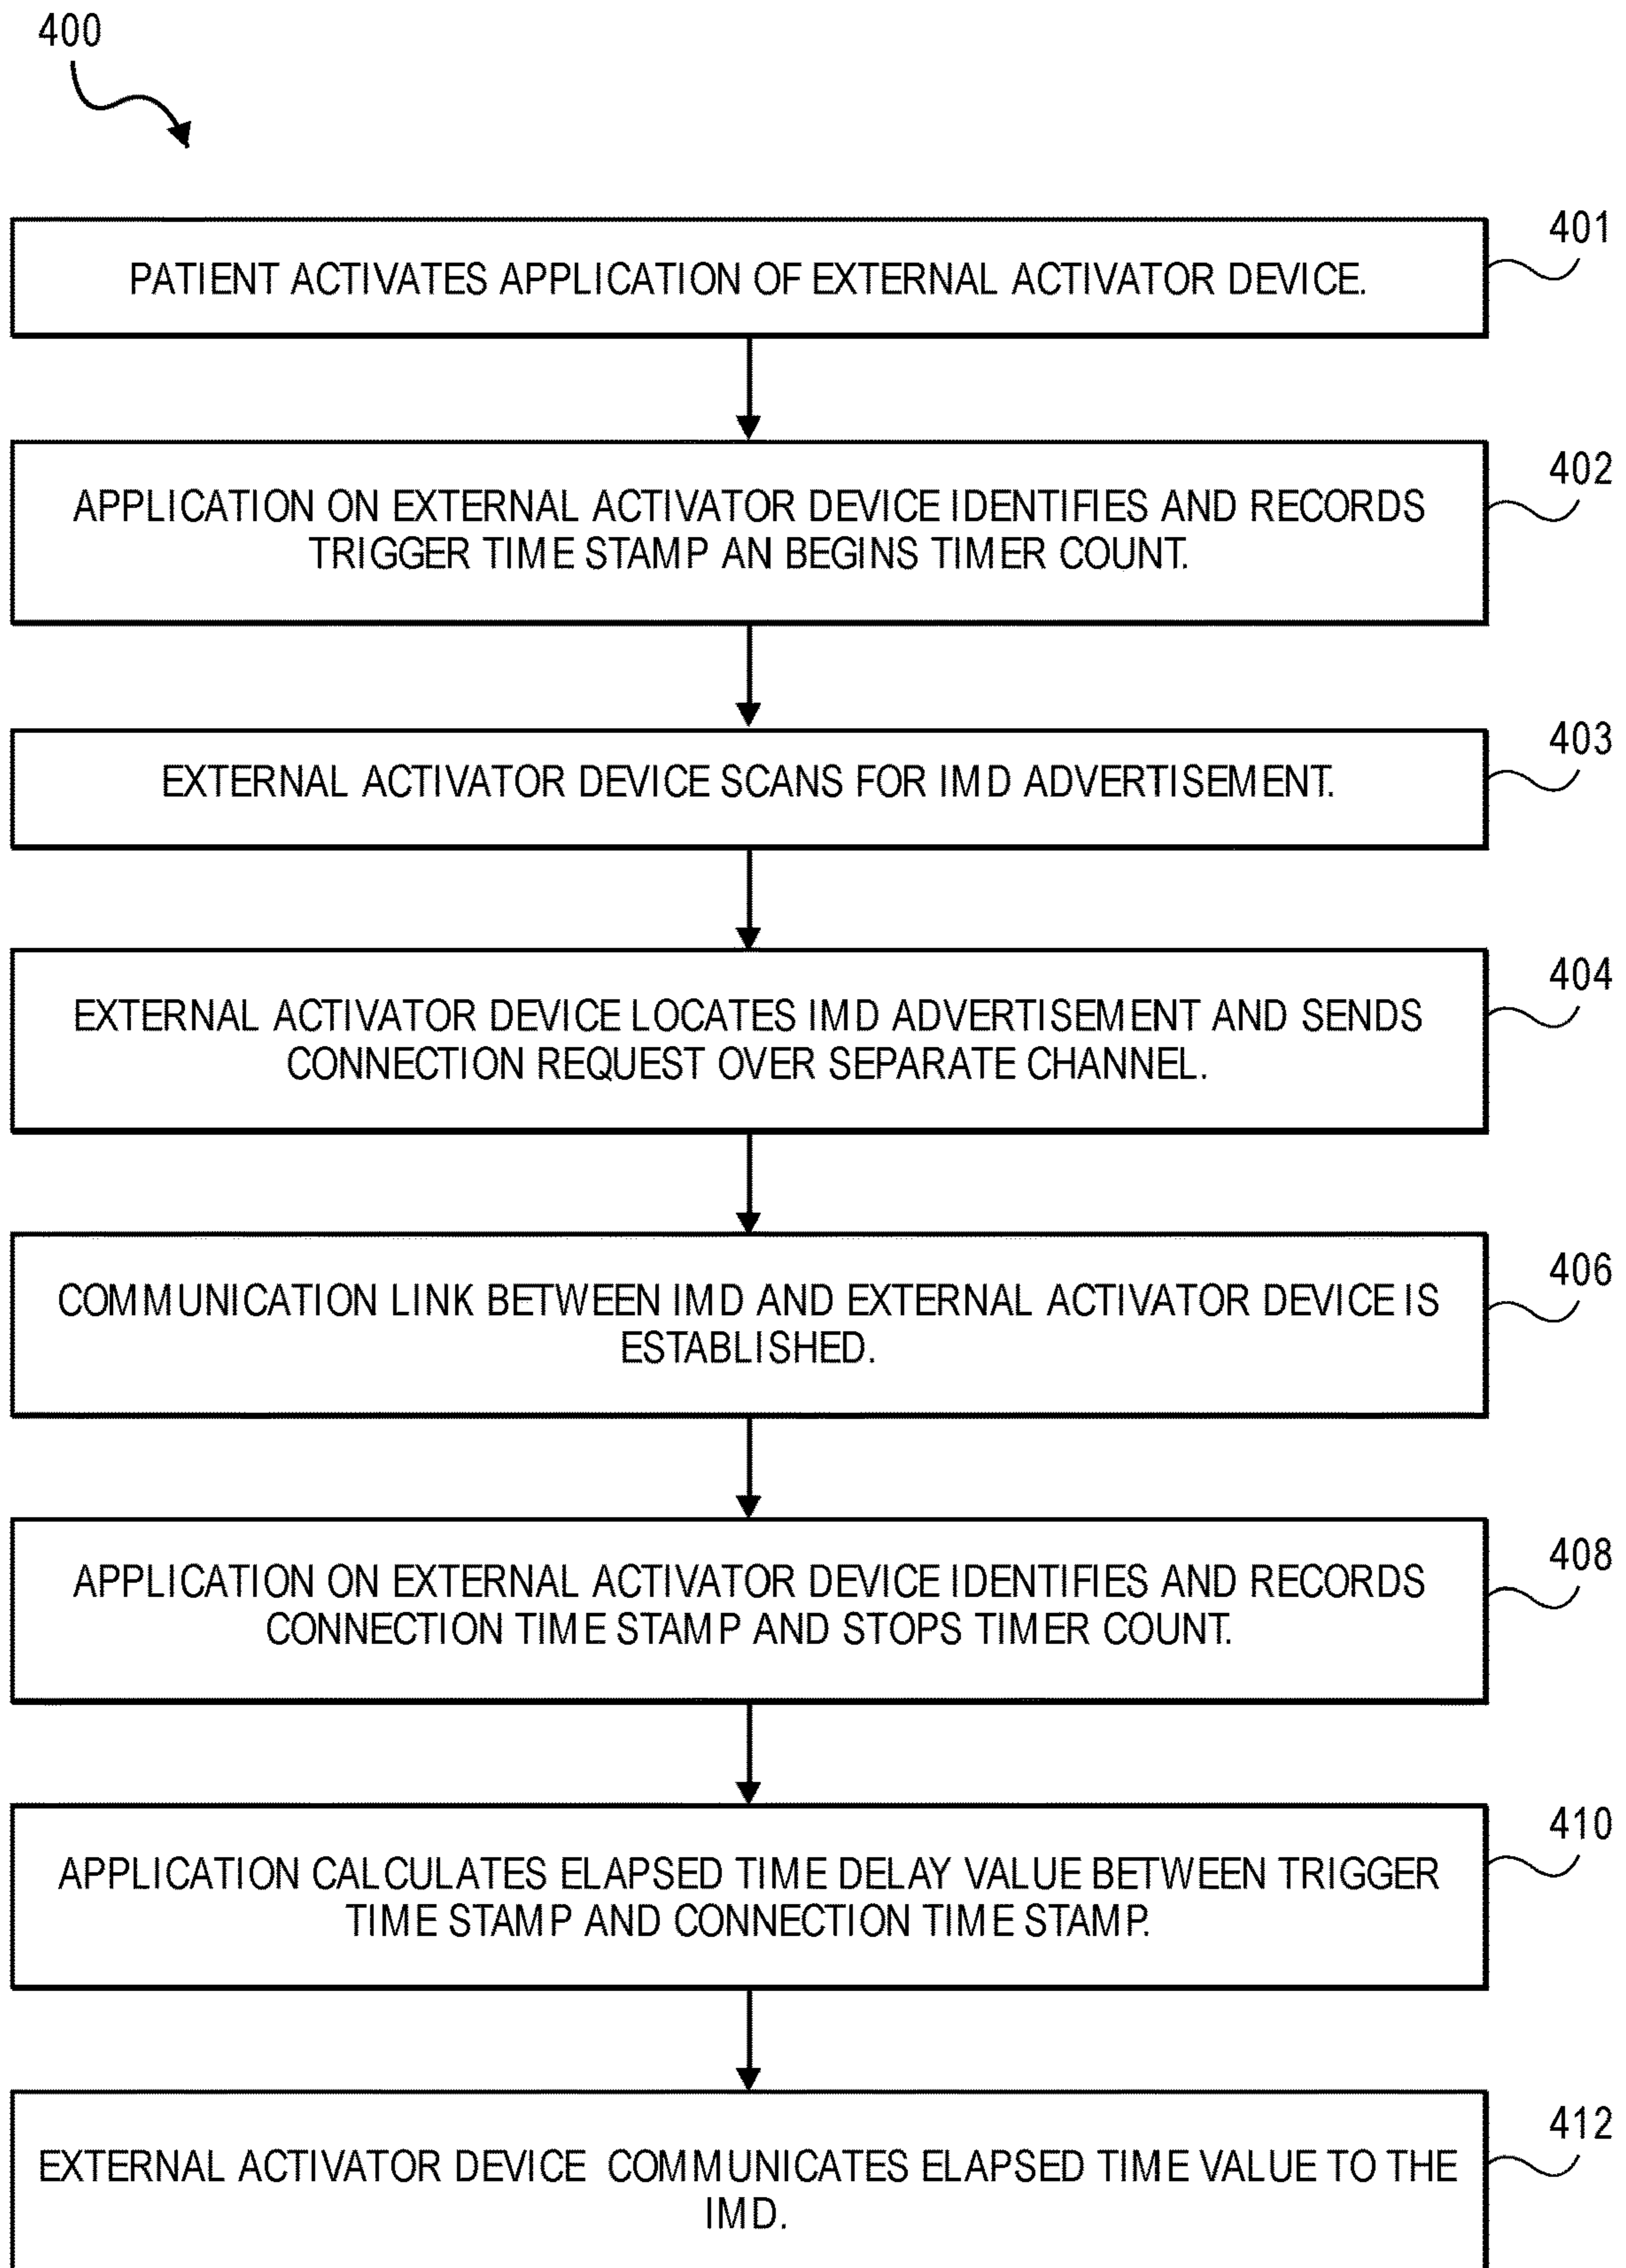 400
401
PATIENT ACTIVATES APPLICATION OF EXTERNAL ACTIVATOR DEVICE.
402
APPLICATION ON EXTERNAL ACTIVATOR DEVICE IDENTIFIES AND RECORDS
TRIGGER TIME STAMP AN BEGINS TIMER COUNT.
403
EXTERNAL ACTIVATOR DEVICE SCANS FOR IMD ADVERTISEMENT.
404
EXTERNAL ACTIVATOR DEVICE LOCATES IMD ADVERTISEMENT AND SENDS
CONNECTION REQUEST OVER SEPARATE CHANNEL.
406
COMMUNICATION LINK BETWEEN IMD AND EXTERNAL ACTIVATOR DEVICE IS
ESTABLISHED.
408
APPLICATION ON EXTERNAL ACTIVATOR DEVICE IDENTIFIES AND RECORDS
CONNECTION TIME STAMP AND STOPS TIMER COUNT.
410
APPLICATION CALCULATES ELAPSED TIME DELAY VALUE BETWEEN TRIGGER
TIME STAMP AND CONNECTION TIME STAMP.
412
EXTERNAL ACTIVATOR DEVICE COMMUNICATES ELAPSED TIME VALUE TO THE
IMD.